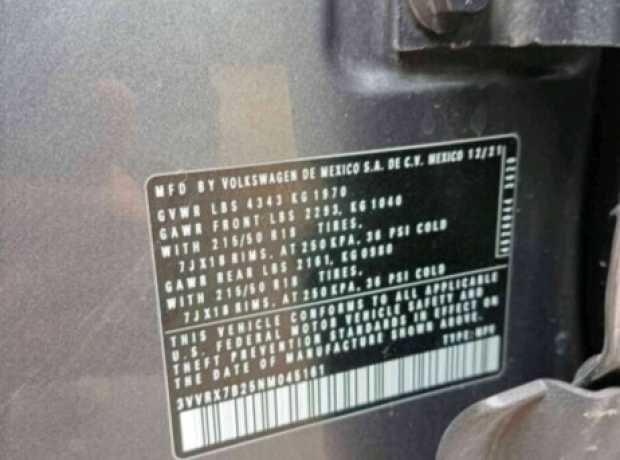 MFD BY VOLKSWAGEN DE MEXICO S.A. DE C.V. MEXICO 12/21
GVWR LBS 4343 KG 1970
GAWR FRONT LBS 2293, KG 1040
WITH 215/50 R18 TIRES,
7JX18 RIMS, AT 250 KPA, 36 PSI COLD
GAWR REAR LBS 2161, KG 0980
WITH 215/50 R18 TIRES,
7JX18 RIMS, AT 250 KPA, 36 PSI COLD
THIS VEHICLE CONFORMS TO ALL APPLICABLE
U.S. FEDERAL MOTOR VEHICLE SAFETY AND
THEFT PREVENTION STANDARDS IN EFFECT ON
THE DATE OF MANUFACTURE SHOWN ABOVE.
TYPE: MPV
3VVRX7B25NM045161